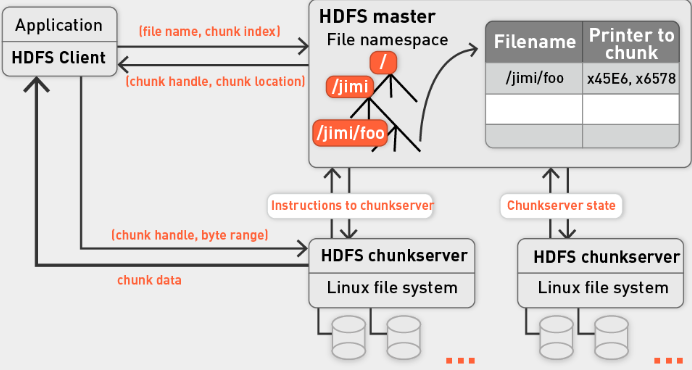 Application
HDFS Client
(file name, chunk index)
(chunk handle, chunk location)
HDFS master
File namespace
/
/jimi
/jimi/foo
Filename
Printer to
chunk
/jimi/foo
x45E6, x6578
Instructions to chunkserver
Chunkserver state
(chunk handle, byte range)
chunk data
HDFS chunkserver
Linux file system
HDFS chunkserver
Linux file system